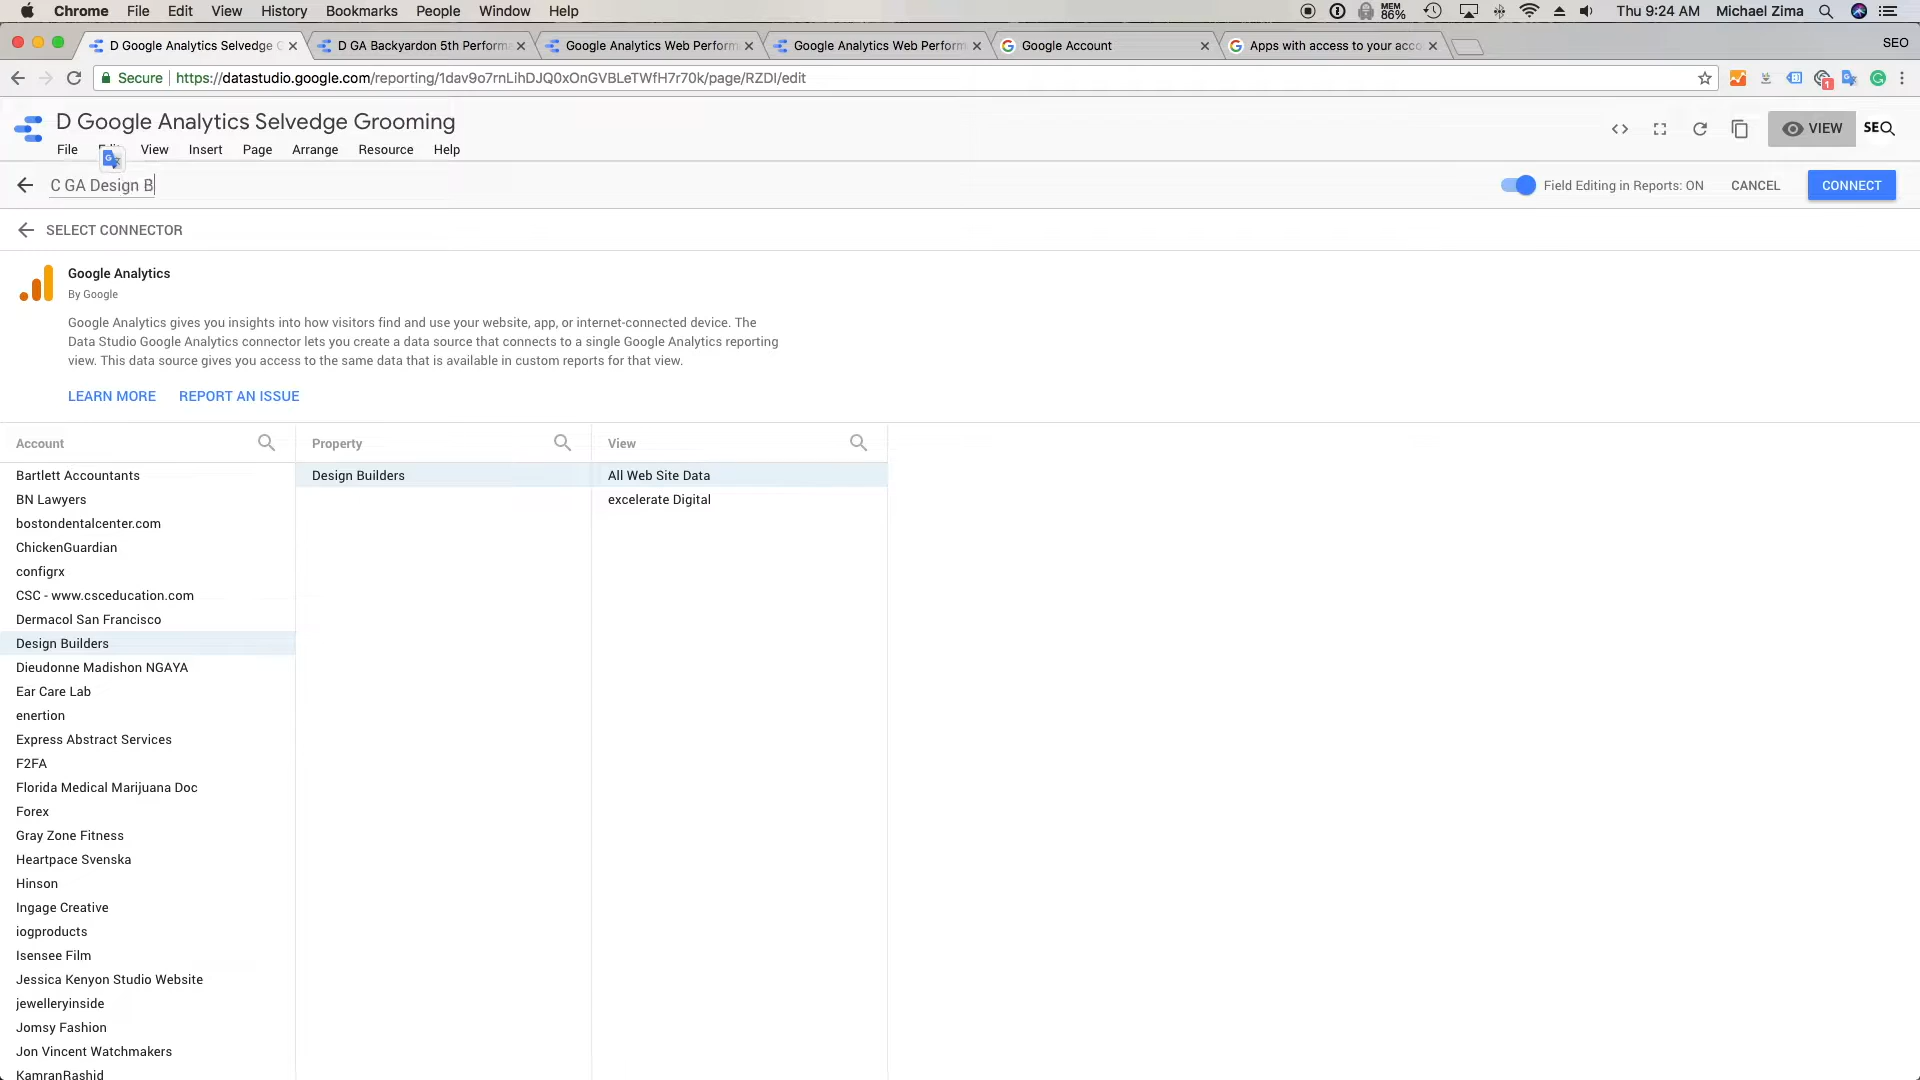 Chrome File Edit View History Bookmarks People Window Help MEM 86% Thu 9:24 AM Michael Zima
D Google Analytics Selvedge G D GA Backyardon 5th Perform Google Analytics Web Perform Google Analytics Web Perform Google Account Apps with access to your acco SEO
Secure https://datastudio.google.com/reporting/1dav9o7rnLihDJQ0xOnGVBLeTWfH7r70k/page/RZDI/edit 1
D Google Analytics Selvedge Grooming
VIEW SEO
File Edit View Insert Page Arrange Resource Help
C GA Design B Field Editing in Reports: ON CANCEL CONNECT
SELECT CONNECTOR
Google Analytics
By Google
Google Analytics gives you insights into how visitors find and use your website, app, or internet-connected device. The
Data Studio Google Analytics connector lets you create a data source that connects to a single Google Analytics reporting
view. This data source gives you access to the same data that is available in custom reports for that view.
LEARN MORE REPORT AN ISSUE
Account Property View
Bartlett Accountants Design Builders All Web Site Data
BN Lawyers excelerate Digital
bostondentalcenter.com
ChickenGuardian
configrx
CSC - www.csceducation.com
Dermacol San Francisco
Design Builders
Dieudonne Madishon NGAYA
Ear Care Lab
enertion
Express Abstract Services
F2FA
Florida Medical Marijuana Doc
Forex
Gray Zone Fitness
Heartpace Svenska
Hinson
Ingage Creative
iogproducts
Isensee Film
Jessica Kenyon Studio Website
jewelleryinside
Jomsy Fashion
Jon Vincent Watchmakers
KamranRashid